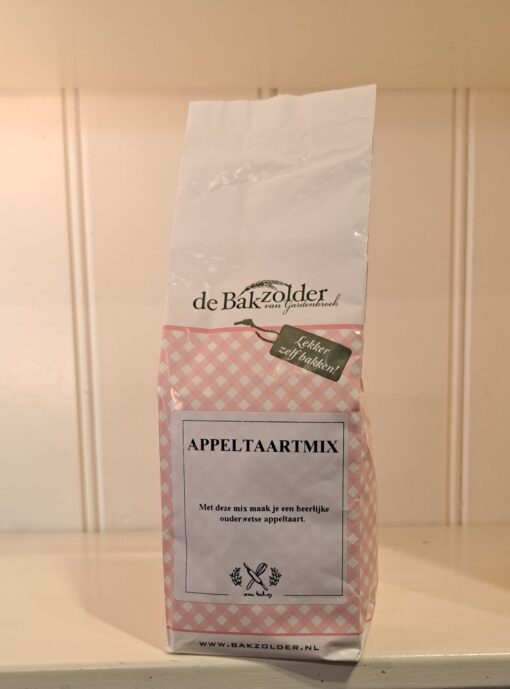 de Bakzolder
van Gardenbroek
Lekker
zelf bakken!
APPELTAARTMIX
Met deze mix maak je een heerlijke
ouderwetse appeltaart.
WWW.BAKZOLDER.NL